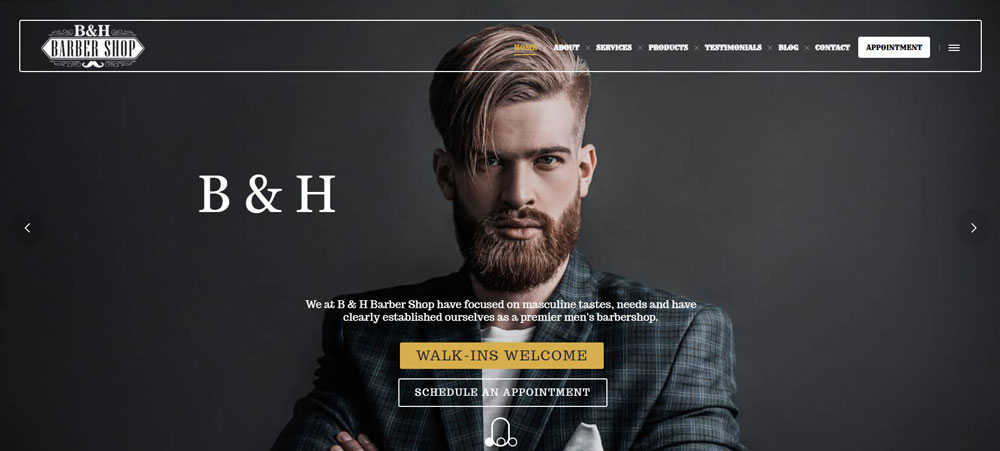 B&H
BARBER SHOP
HOME × ABOUT × SERVICES × PRODUCTS × TESTIMONIALS × BLOG × CONTACT APPOINTMENT
B & H
We at B & H Barber Shop have focused on masculine tastes, needs and have
clearly established ourselves as a premier men's barbershop.
WALK-INS WELCOME
SCHEDULE AN APPOINTMENT